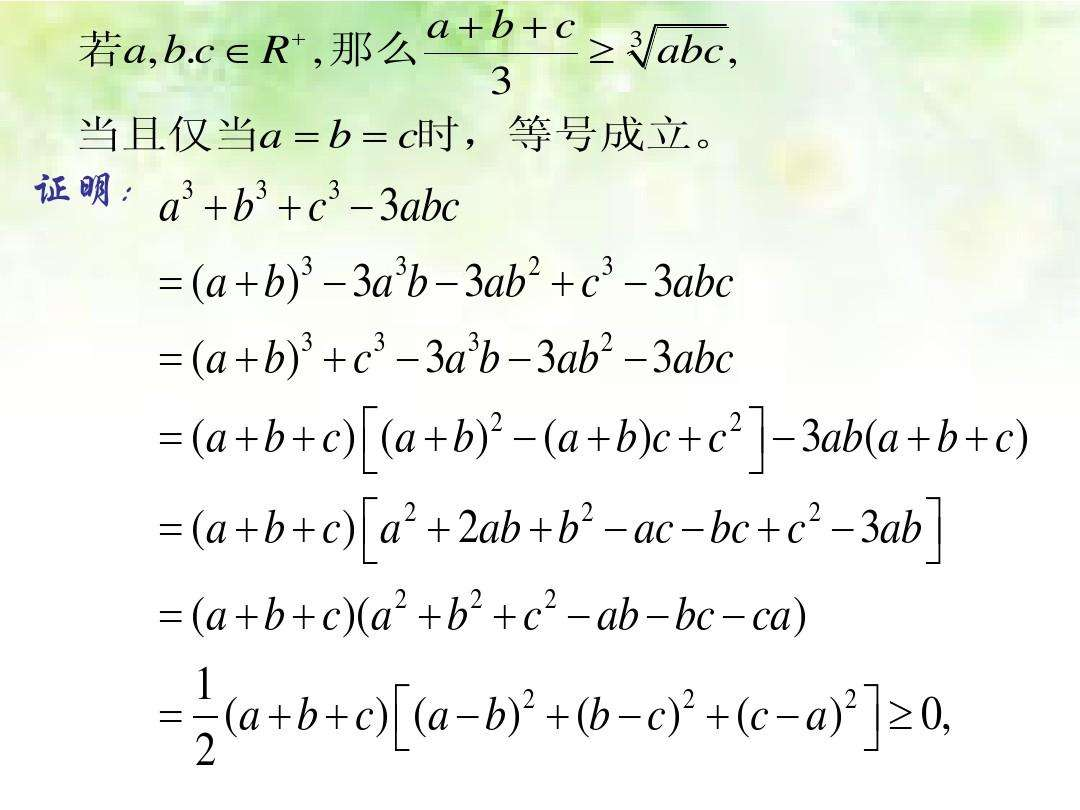 若a,b.c ∈ R⁺,那么 (a+b+c)/3 ≥ ∛abc,
当且仅当a = b = c时，等号成立。
证明：
a³+b³+c³−3abc
=(a+b)³−3a³b−3ab²+c³−3abc
=(a+b)³+c³−3a³b−3ab²−3abc
=(a+b+c)[(a+b)²−(a+b)c+c²]−3ab(a+b+c)
=(a+b+c)[a²+2ab+b²−ac−bc+c²−3ab]
=(a+b+c)(a²+b²+c²−ab−bc−ca)
=1/2(a+b+c)[(a−b)²+(b−c)²+(c−a)²]≥0,